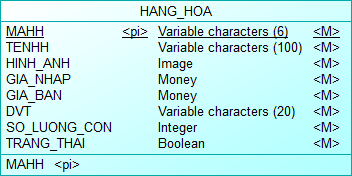 HANG_HOA
MAHH <pi> Variable characters (6) <M>
TENHH Variable characters (100) <M>
HINH_ANH Image <M>
GIA_NHAP Money <M>
GIA_BAN Money <M>
DVT Variable characters (20) <M>
SO_LUONG_CON Integer <M>
TRANG_THAI Boolean <M>
MAHH <pi>